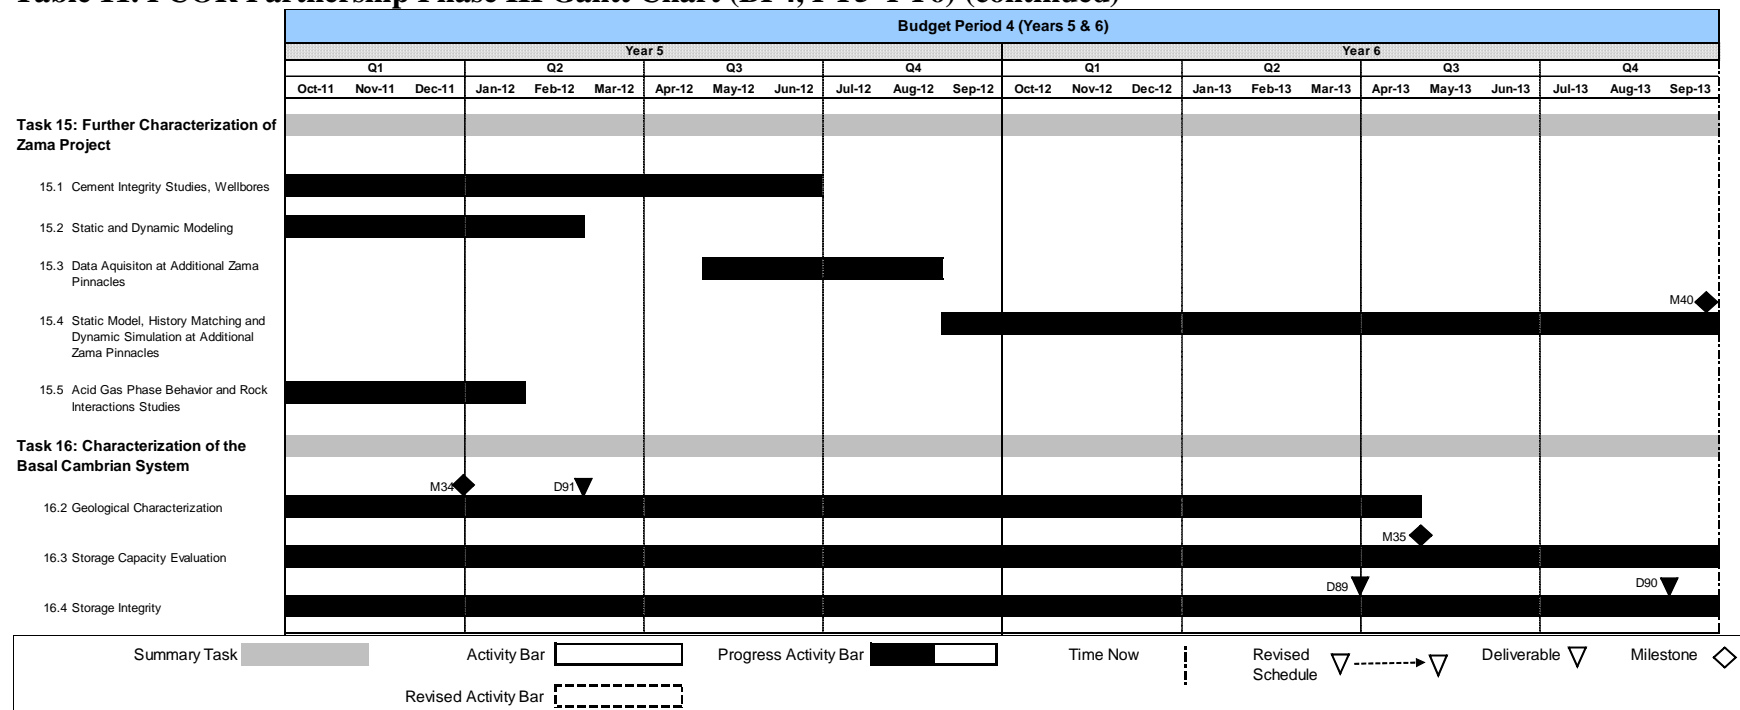 Table 11. PCOR Partnership Phase III Gantt Chart (BP4, PY5–PY6) (continued)
Budget Period 4 (Years 5 & 6)
Year 5 Year 6
Q1 Q2 Q3 Q4 Q1 Q2 Q3 Q4
Oct-11 Nov-11 Dec-11 Jan-12 Feb-12 Mar-12 Apr-12 May-12 Jun-12 Jul-12 Aug-12 Sep-12 Oct-12 Nov-12 Dec-12 Jan-13 Feb-13 Mar-13 Apr-13 May-13 Jun-13 Jul-13 Aug-13 Sep-13
Task 15: Further Characterization of
Zama Project
15.1 Cement Integrity Studies, Wellbores
15.2 Static and Dynamic Modeling
15.3 Data Aquisiton at Additional Zama
Pinnacles
M40
15.4 Static Model, History Matching and
Dynamic Simulation at Additional
Zama Pinnacles
15.5 Acid Gas Phase Behavior and Rock
Interactions Studies
Task 16: Characterization of the
Basal Cambrian System
M34 D91
16.2 Geological Characterization
M35
16.3 Storage Capacity Evaluation
D89 D90
16.4 Storage Integrity
Summary Task Activity Bar Progress Activity Bar Time Now Revised Deliverable Milestone
Schedule
Revised Activity Bar